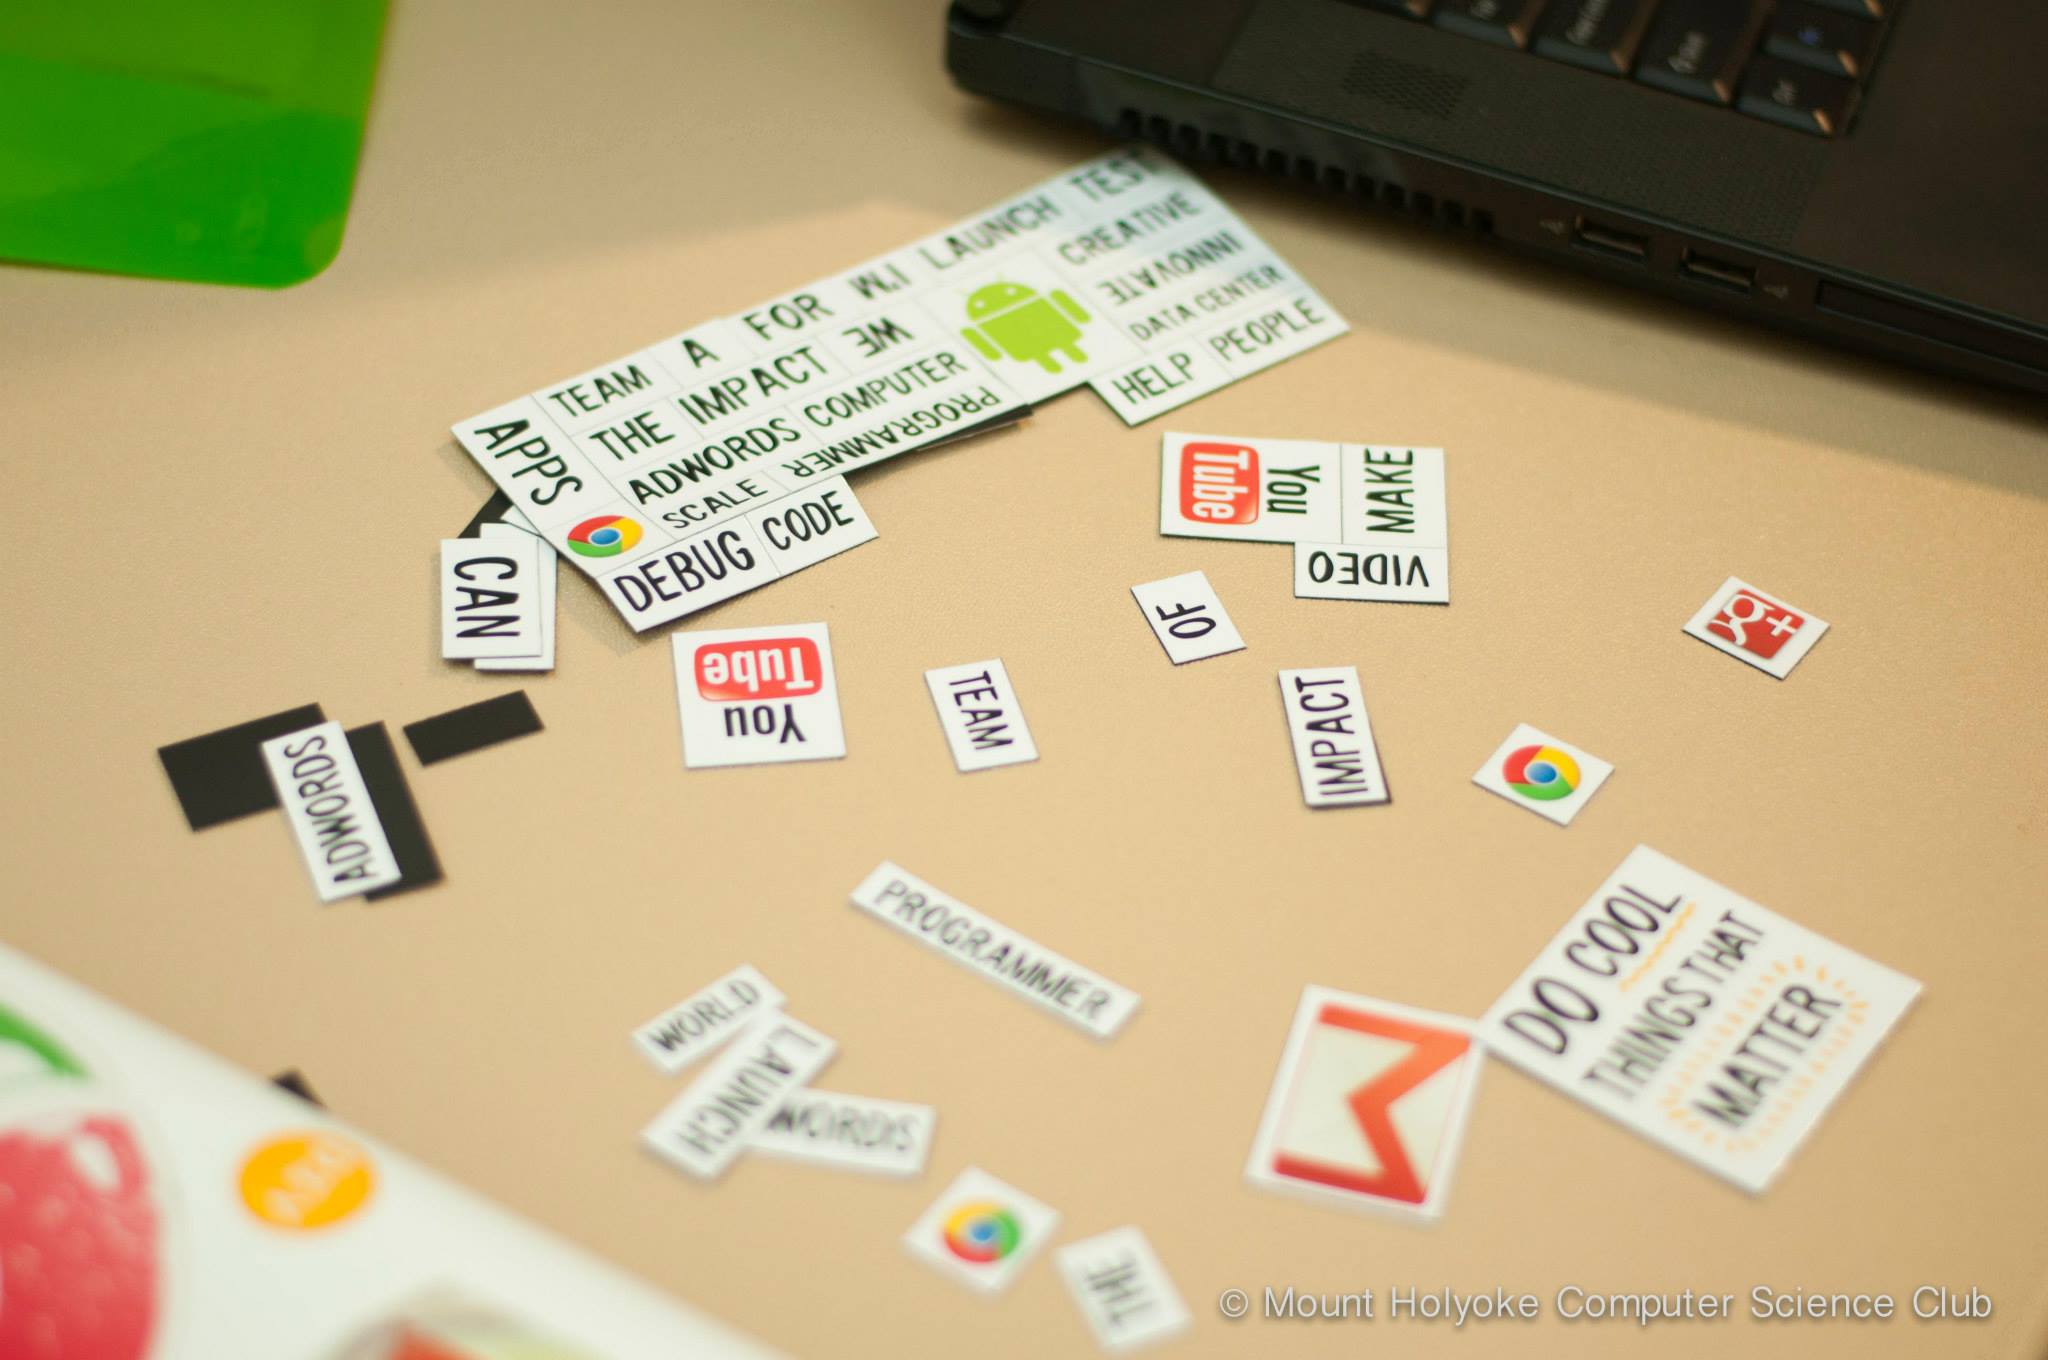 TEST
LAUNCH
I'M
FOR
A
TEAM
APPS
CREATIVE
INNOVATE
DATA CENTER
HELP
PEOPLE
WE
THE
IMPACT
COMPUTER
ADWORDS
PROGRAMMER
SCALE
DEBUG
CODE
CAN
You
Tube
MAKE
VIDEO
OF
g+
You
Tube
TEAM
IMPACT
ADWORDS
PROGRAMMER
WORLD
LAUNCH
WORDS
DO COOL
THINGS THAT
MATTER
M
THE
© Mount Holyoke Computer Science Club